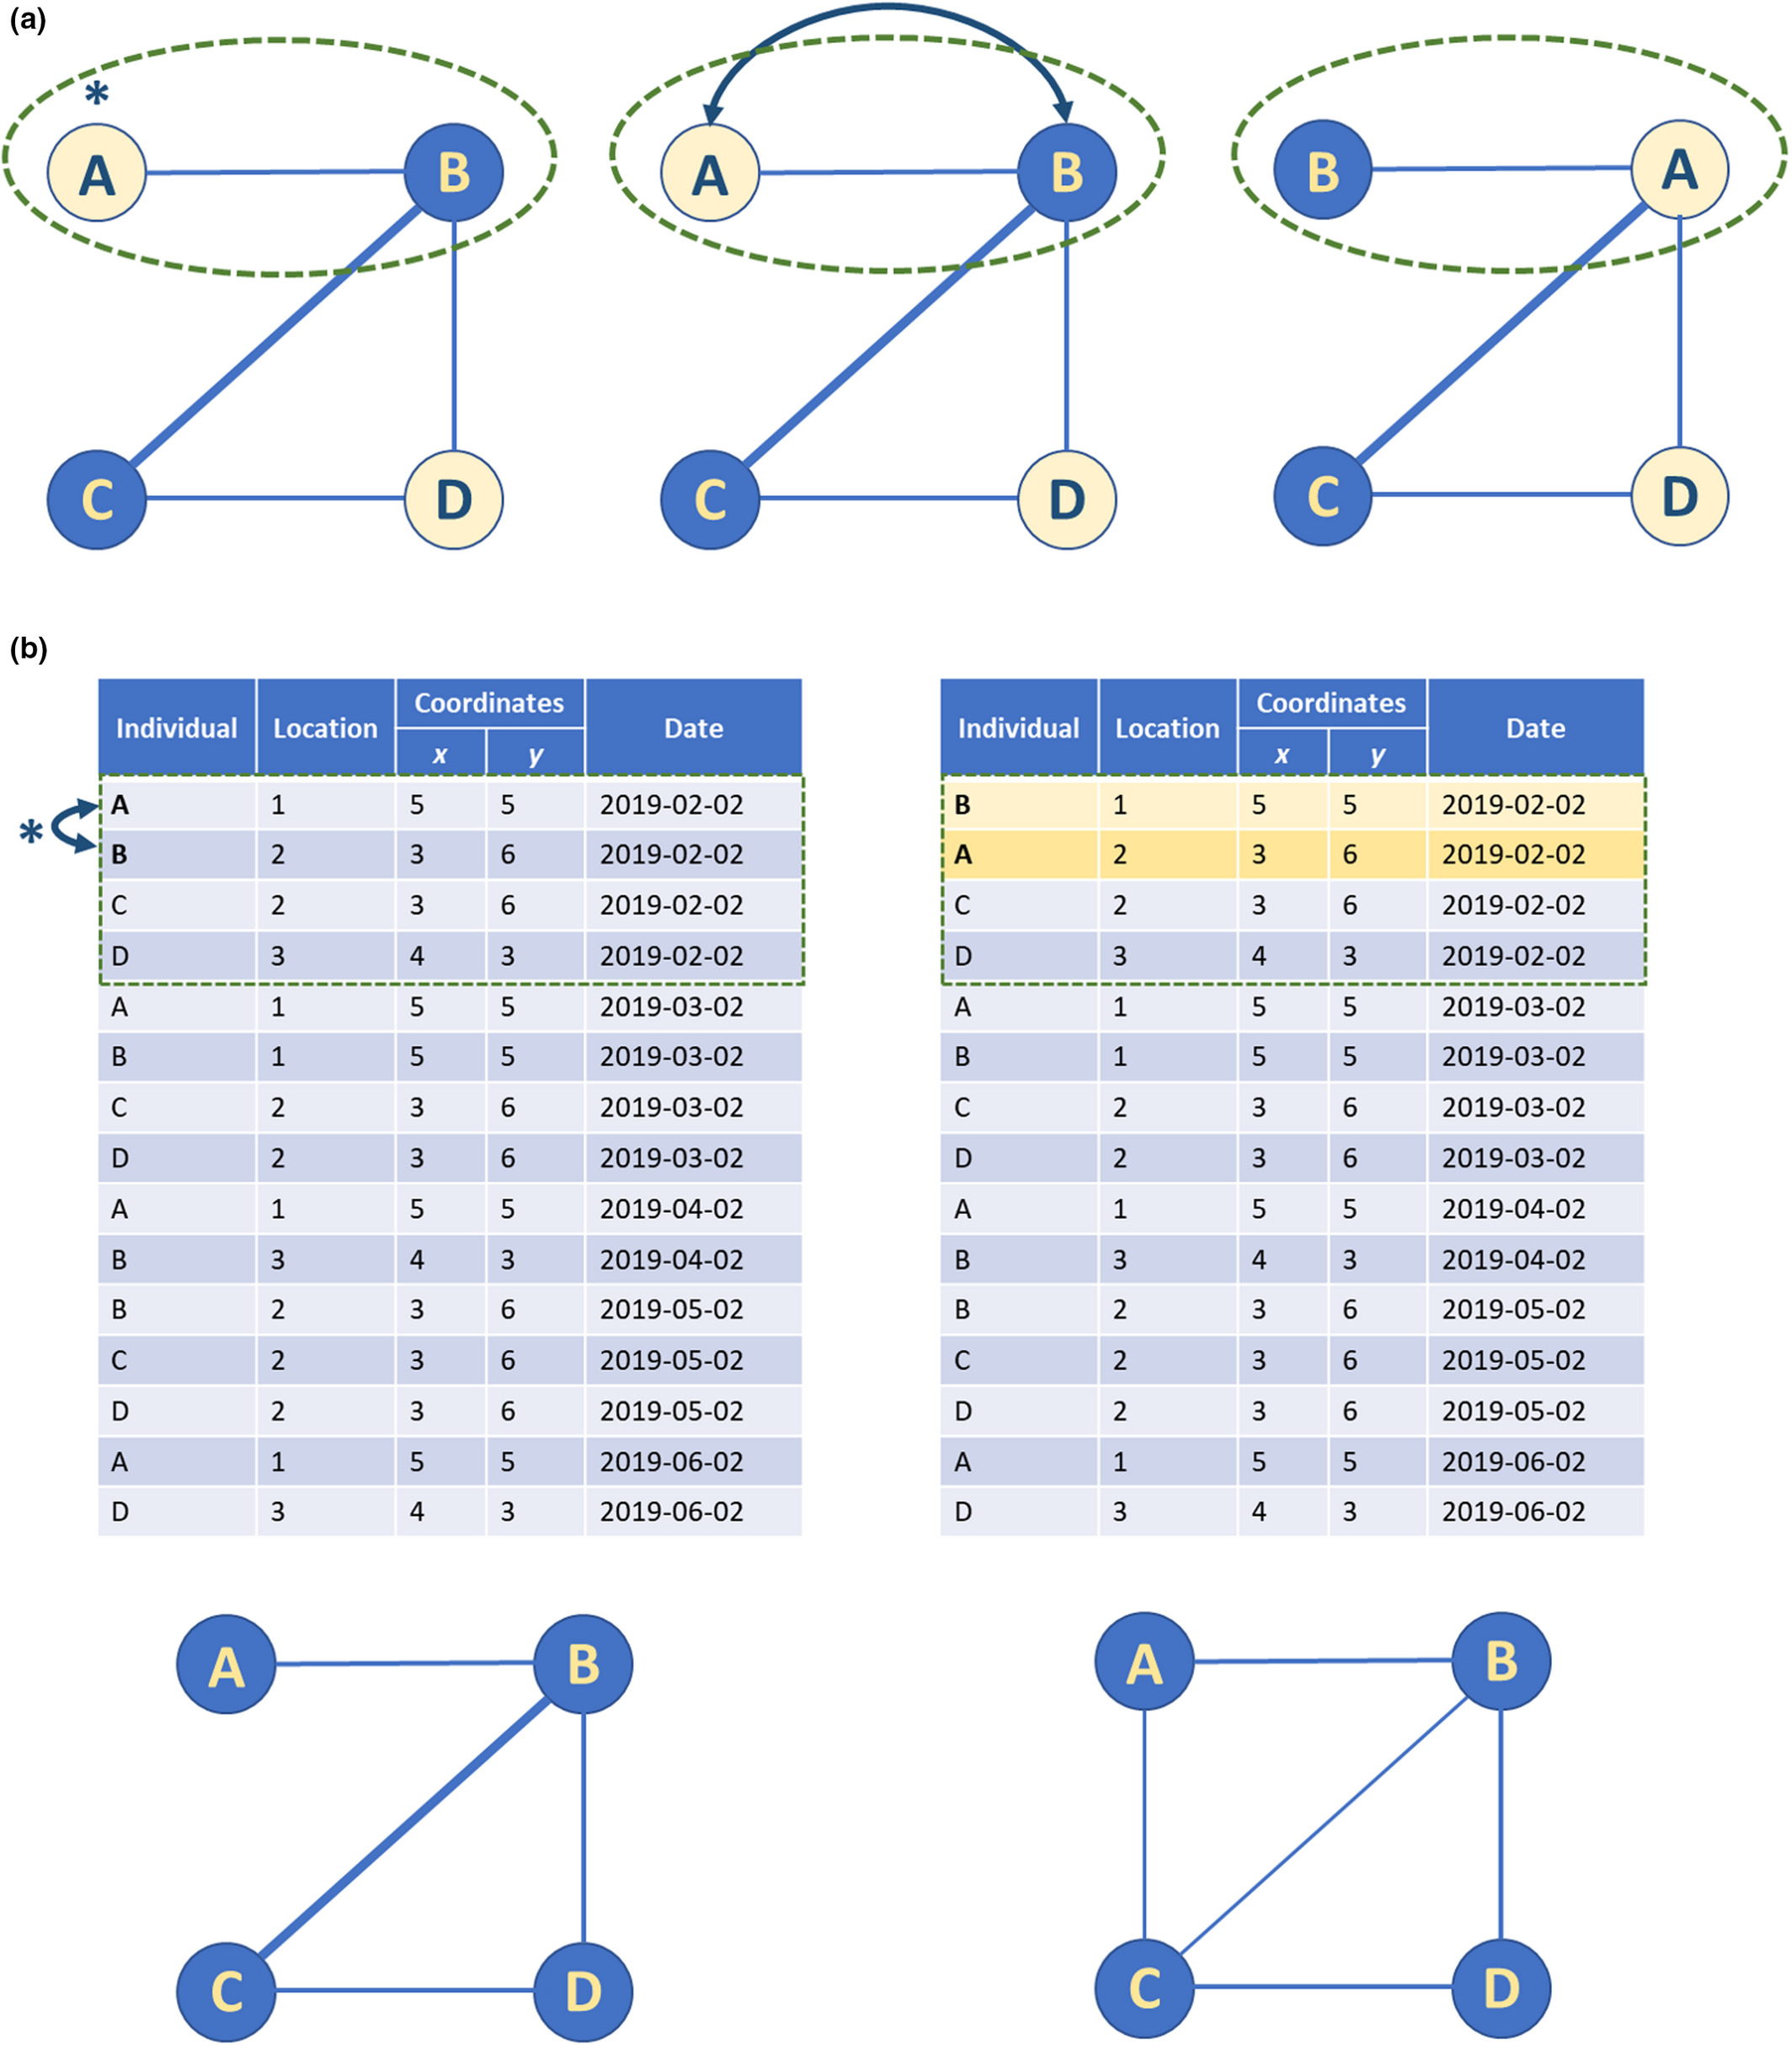 (a)
*
A B A B B A
C D C D C D
(b)
Individual Location Coordinates Date Individual Location Coordinates Date
x y x y
A 1 5 5 2019-02-02 B 1 5 5 2019-02-02
*
B 2 3 6 2019-02-02 A 2 3 6 2019-02-02
C 2 3 6 2019-02-02 C 2 3 6 2019-02-02
D 3 4 3 2019-02-02 D 3 4 3 2019-02-02
A 1 5 5 2019-03-02 A 1 5 5 2019-03-02
B 1 5 5 2019-03-02 B 1 5 5 2019-03-02
C 2 3 6 2019-03-02 C 2 3 6 2019-03-02
D 2 3 6 2019-03-02 D 2 3 6 2019-03-02
A 1 5 5 2019-04-02 A 1 5 5 2019-04-02
B 3 4 3 2019-04-02 B 3 4 3 2019-04-02
B 2 3 6 2019-05-02 B 2 3 6 2019-05-02
C 2 3 6 2019-05-02 C 2 3 6 2019-05-02
D 2 3 6 2019-05-02 D 2 3 6 2019-05-02
A 1 5 5 2019-06-02 A 1 5 5 2019-06-02
D 3 4 3 2019-06-02 D 3 4 3 2019-06-02
A B A B
C D C D